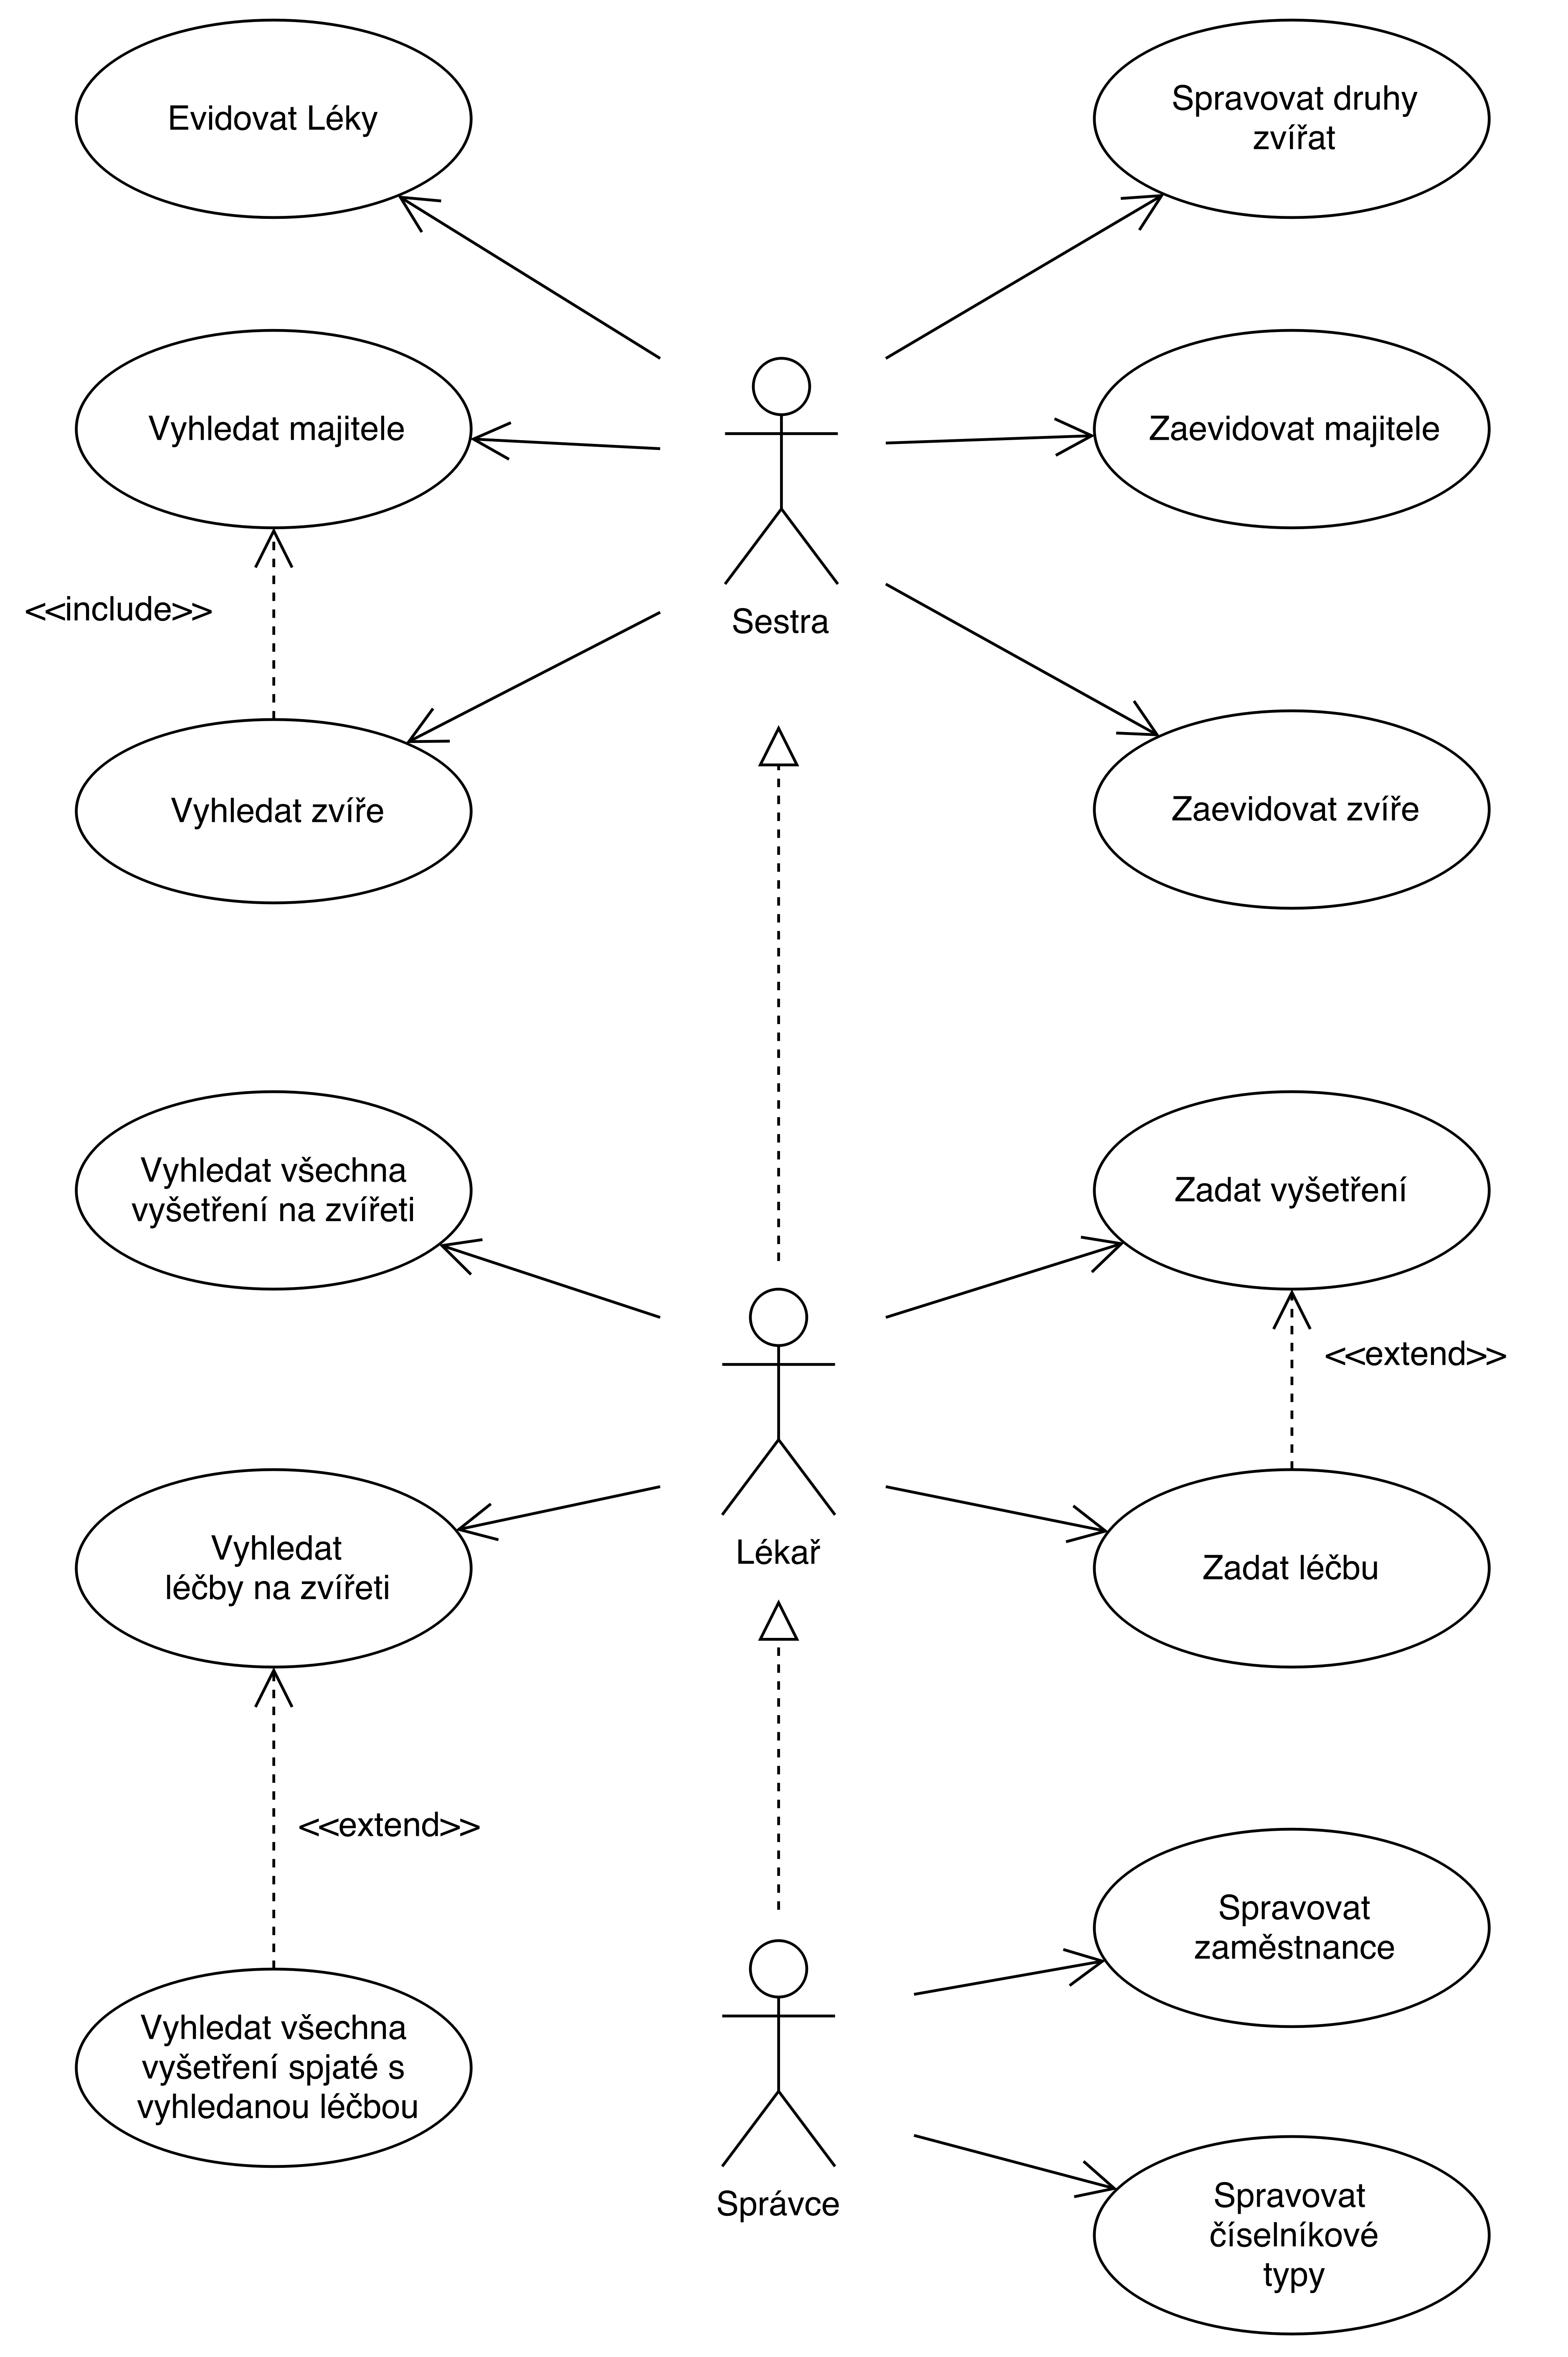 Evidovat Léky
Spravovat druhy
zvířat
Vyhledat majitele
Zaevidovat majitele
<<include>>
Sestra
Vyhledat zvíře
Zaevidovat zvíře
Vyhledat všechna
vyšetření na zvířeti
Zadat vyšetření
<<extend>>
Lékař
Vyhledat
léčby na zvířeti
Zadat léčbu
<<extend>>
Spravovat
zaměstnance
Vyhledat všechna
vyšetření spjaté s
vyhledanou léčbou
Správce
Spravovat
číselníkové
typy